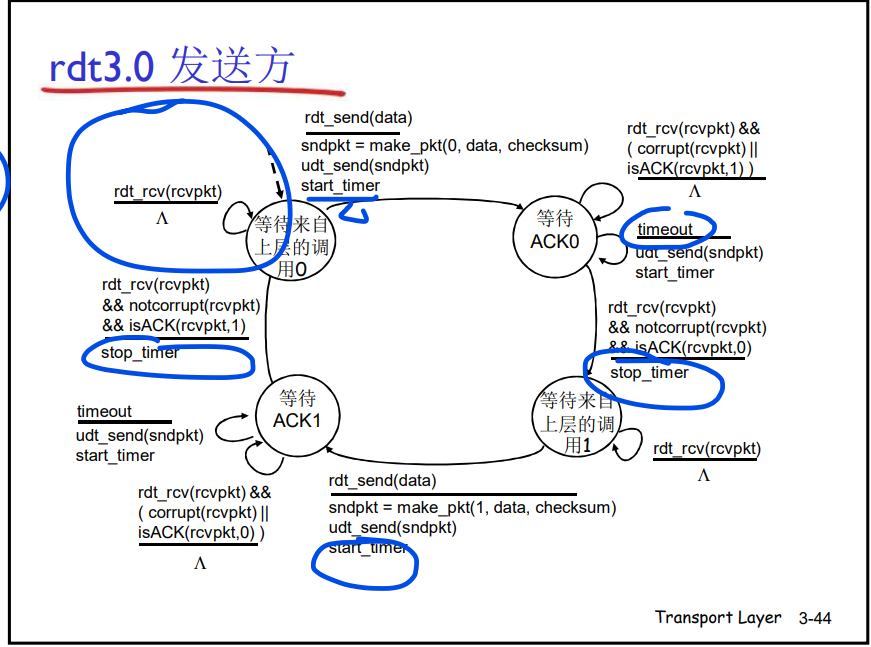 rdt3.0 发送方
rdt_send(data)
sndpkt = make_pkt(0, data, checksum)
udt_send(sndpkt)
start_timer
rdt_rcv(rcvpkt) &&
( corrupt(rcvpkt) ||
isACK(rcvpkt,1) )
Λ
rdt_rcv(rcvpkt)
Λ
等待来自
上层的调
用0
等待
ACK0
timeout
udt_send(sndpkt)
start_timer
rdt_rcv(rcvpkt)
&& notcorrupt(rcvpkt)
&& isACK(rcvpkt,1)
stop_timer
rdt_rcv(rcvpkt)
&& notcorrupt(rcvpkt)
&& isACK(rcvpkt,0)
stop_timer
等待
ACK1
等待来自
上层的调
用1
timeout
udt_send(sndpkt)
start_timer
rdt_rcv(rcvpkt)
Λ
rdt_rcv(rcvpkt) &&
( corrupt(rcvpkt) ||
isACK(rcvpkt,0) )
Λ
rdt_send(data)
sndpkt = make_pkt(1, data, checksum)
udt_send(sndpkt)
start_timer
Transport Layer 3-44